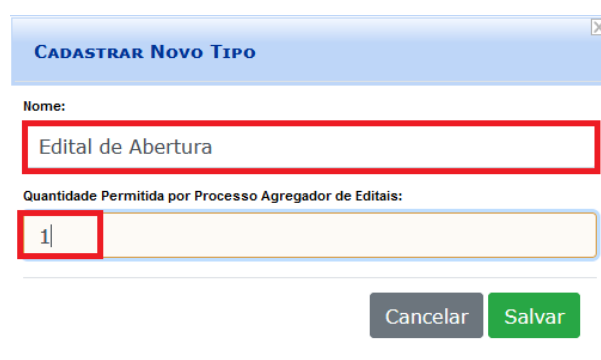 Cadastrar Novo Tipo
Nome:
Edital de Abertura
Quantidade Permitida por Processo Agregador de Editais:
1
Cancelar Salvar